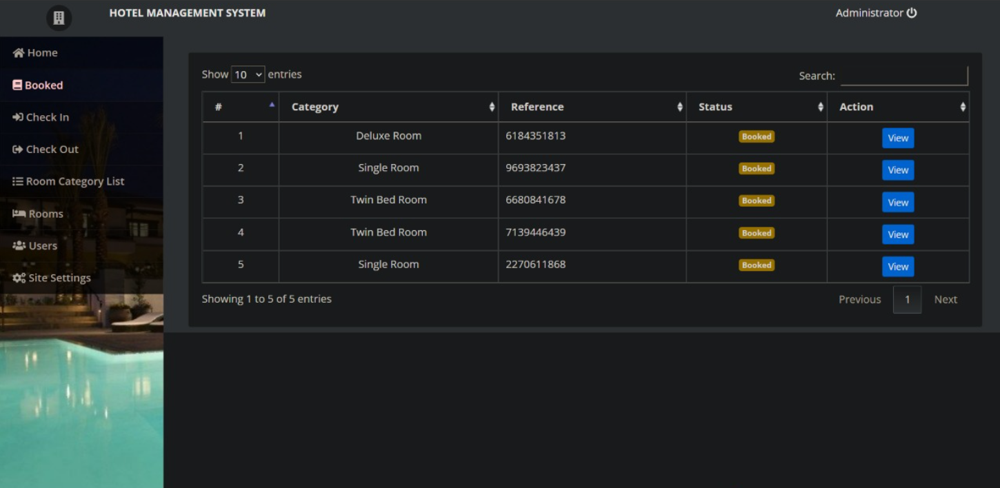 HOTEL MANAGEMENT SYSTEM Administrator
Home
Booked
Check In
Check Out
Room Category List
Rooms
Users
Site Settings
Show 10 entries Search:
# Category Reference Status Action
1 Deluxe Room 6184351813 Booked View
2 Single Room 9693823437 Booked View
3 Twin Bed Room 6680841678 Booked View
4 Twin Bed Room 7139446439 Booked View
5 Single Room 2270611868 Booked View
Showing 1 to 5 of 5 entries Previous 1 Next